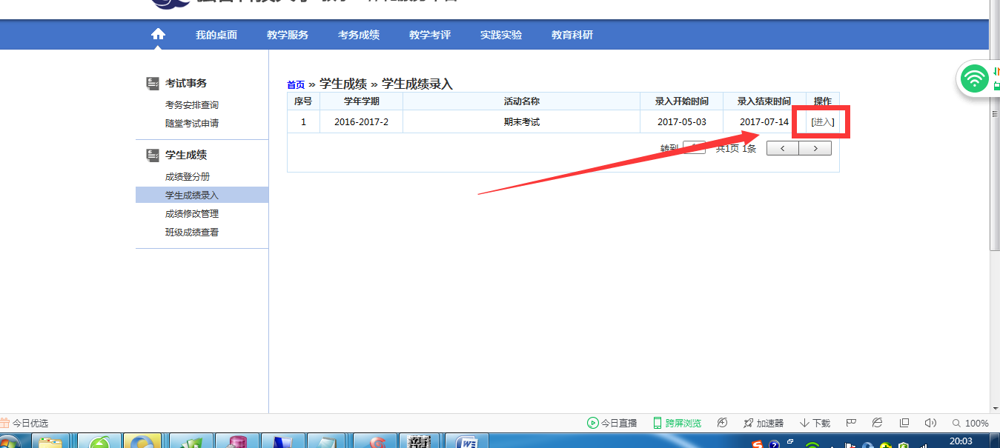 我的桌面 教学服务 考务成绩 教学考评 实践实验 教育科研
考试事务
考务安排查询
随堂考试申请
学生成绩
成绩登分册
学生成绩录入
成绩修改管理
班级成绩查看
首页 » 学生成绩 » 学生成绩录入
序号 学年学期 活动名称 录入开始时间 录入结束时间 操作
1 2016-2017-2 期末考试 2017-05-03 2017-07-14 [进入]
转到 共1页 1条 < >
今日优选 今日直播 跨屏浏览 加速器 下载 100%
20:03